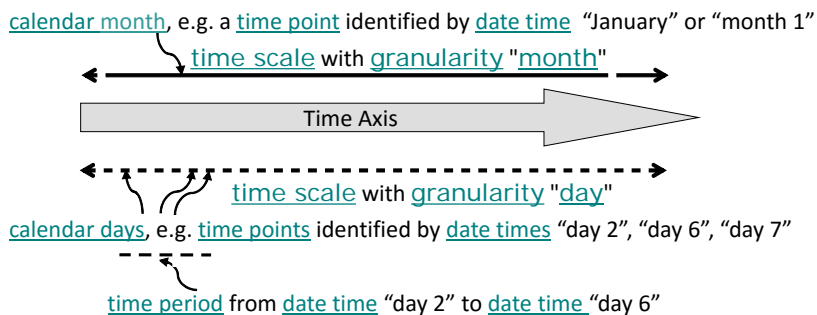 calendar month, e.g. a time point identified by date time “January” or “month 1”
time scale with granularity "month"
Time Axis
time scale with granularity "day"
calendar days, e.g. time points identified by date times “day 2”, “day 6”, “day 7”
time period from date time “day 2” to date time “day 6”